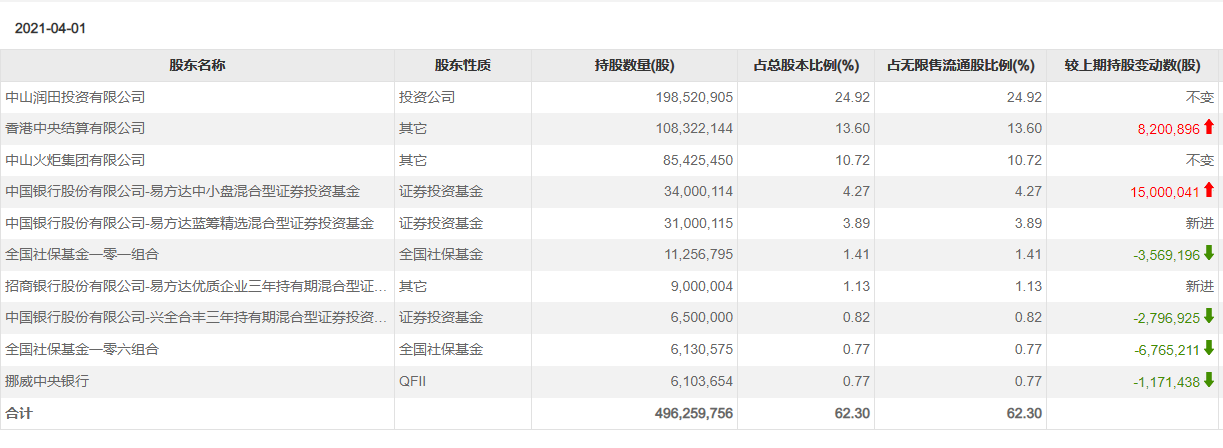 2021-04-01
股东名称 股东性质 持股数量(股) 占总股本比例(%) 占无限售流通股比例(%) 较上期持股变动数(股)
中山润田投资有限公司 投资公司 198,520,905 24.92 24.92 不变
香港中央结算有限公司 其它 108,322,144 13.60 13.60 8,200,896
中山火炬集团有限公司 其它 85,425,450 10.72 10.72 不变
中国银行股份有限公司-易方达中小盘混合型证券投资基金 证券投资基金 34,000,114 4.27 4.27 15,000,041
中国银行股份有限公司-易方达蓝筹精选混合型证券投资基金 证券投资基金 31,000,115 3.89 3.89 新进
全国社保基金一零一组合 全国社保基金 11,256,795 1.41 1.41 -3,569,196
招商银行股份有限公司-易方达优质企业三年持有期混合型证... 其它 9,000,004 1.13 1.13 新进
中国银行股份有限公司-兴全合丰三年持有期混合型证券投资... 证券投资基金 6,500,000 0.82 0.82 -2,796,925
全国社保基金一零六组合 全国社保基金 6,130,575 0.77 0.77 -6,765,211
挪威中央银行 QFII 6,103,654 0.77 0.77 -1,171,438
合计 496,259,756 62.30 62.30